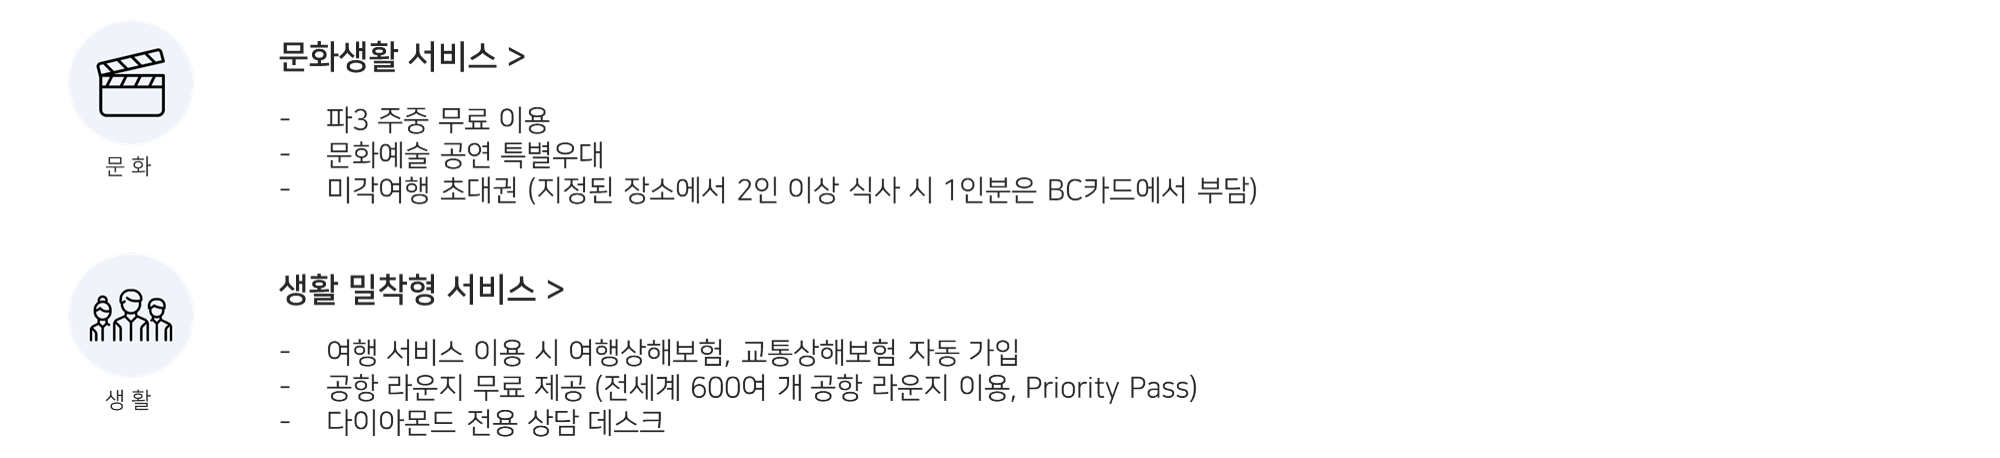 문화생활 서비스 >
- 파3 주중 무료 이용
- 문화예술 공연 특별우대
- 미각여행 초대권 (지정된 장소에서 2인 이상 식사 시 1인분은 BC카드에서 부담)
문 화
생활 밀착형 서비스 >
- 여행 서비스 이용 시 여행상해보험, 교통상해보험 자동 가입
- 공항 라운지 무료 제공 (전세계 600여 개 공항 라운지 이용, Priority Pass)
- 다이아몬드 전용 상담 데스크
생 활